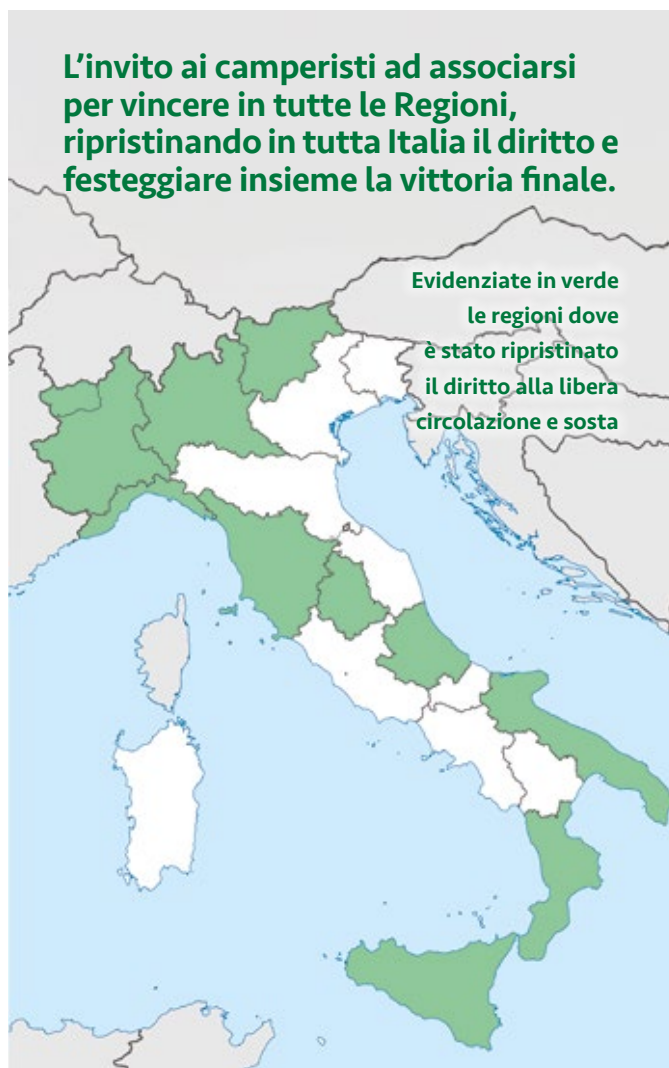 L'invito ai camperisti ad associarsi
per vincere in tutte le Regioni,
ripristinando in tutta Italia il diritto e
festeggiare insieme la vittoria finale.
Evidenziate in verde
le regioni dove
è stato ripristinato
il diritto alla libera
circolazione e sosta